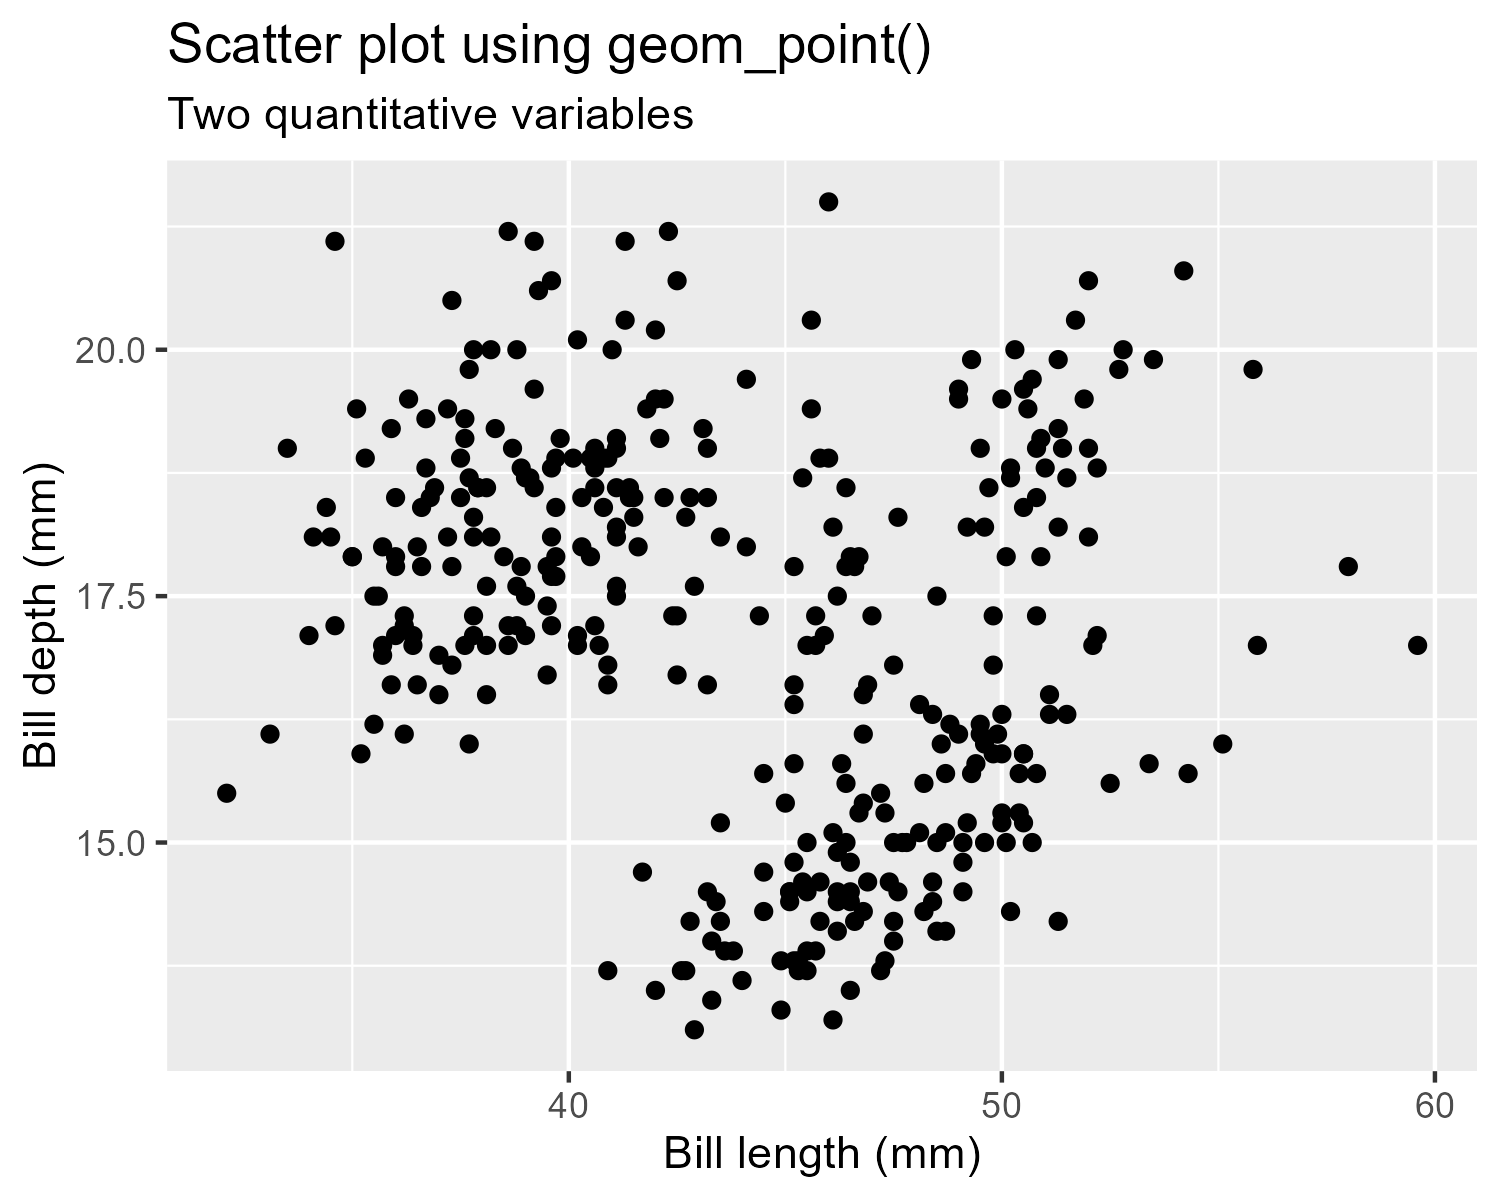 Scatter plot using geom_point()
Two quantitative variables
Bill depth (mm)
20.0
17.5
15.0
40 50 60
Bill length (mm)